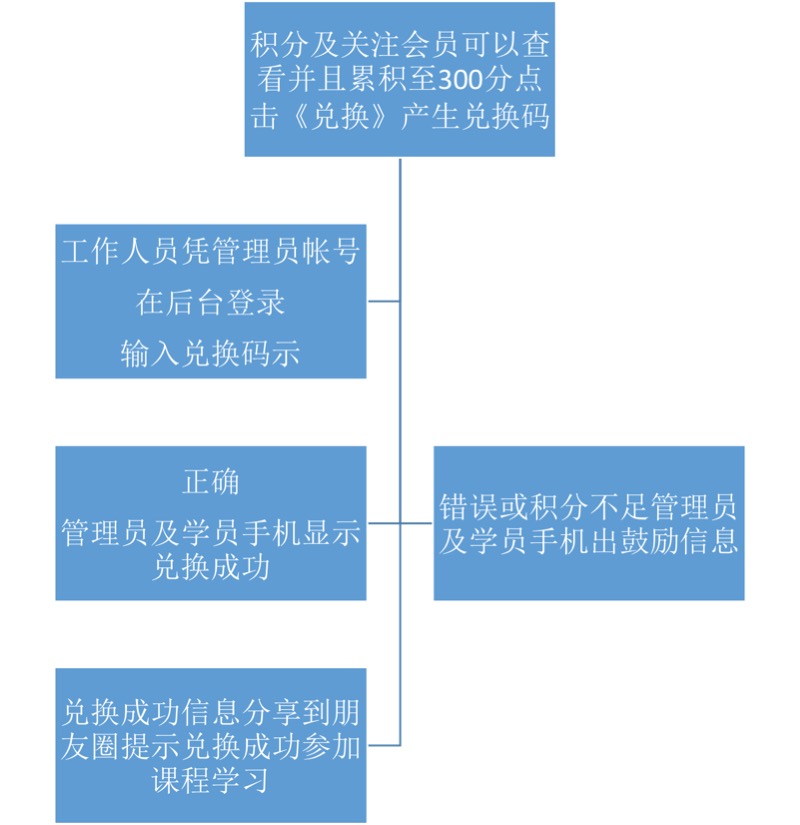 积分及关注会员可以查
看并且累积至300分点
击《兑换》产生兑换码
工作人员凭管理员帐号
在后台登录
输入兑换码示
正确
管理员及学员手机显示
兑换成功
错误或积分不足管理员
及学员手机出鼓励信息
兑换成功信息分享到朋
友圈提示兑换成功参加
课程学习